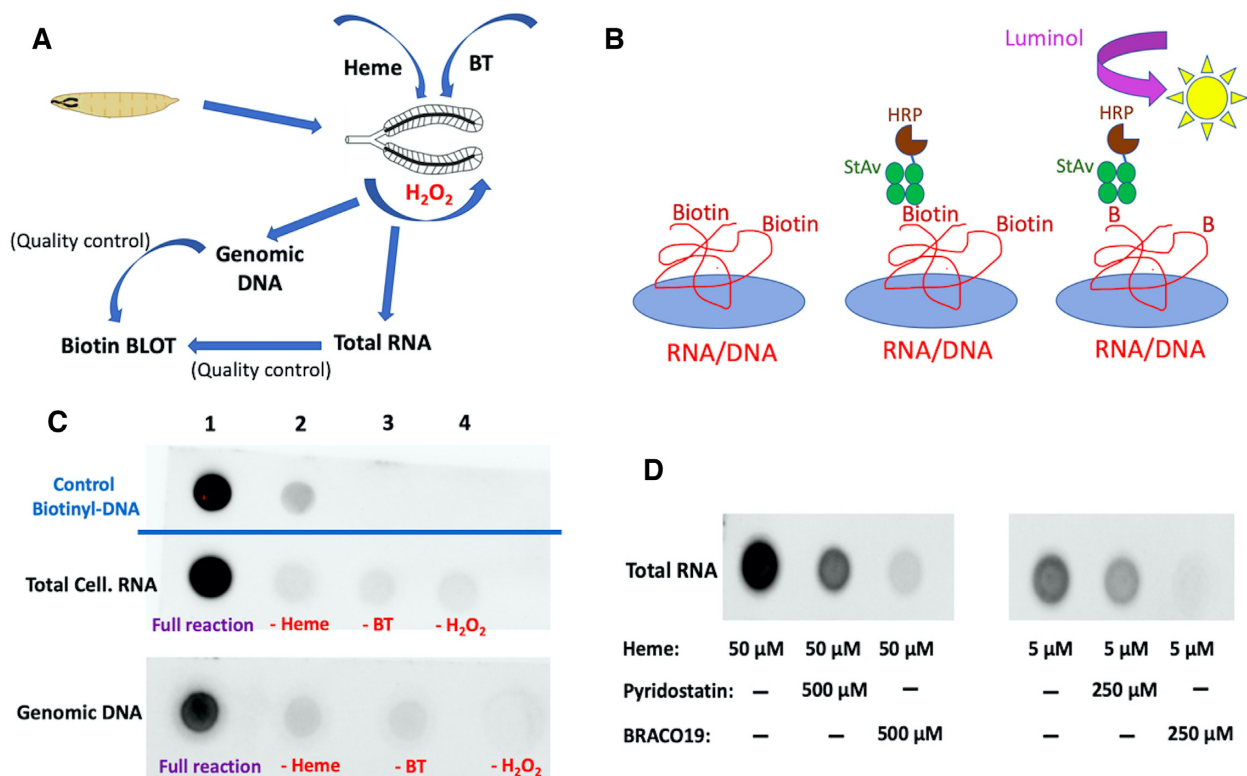 A
Heme
BT
H₂O₂
(Quality control)
Genomic
DNA
Biotin BLOT
Total RNA
(Quality control)
B
Luminol
HRP
HRP
StAv
StAv
Biotin
Biotin
Biotin
Biotin
B
B
RNA/DNA
RNA/DNA
RNA/DNA
C
1 2 3 4
Control
Biotinyl-DNA
Total Cell. RNA
Full reaction - Heme - BT - H₂O₂
Genomic DNA
Full reaction - Heme - BT - H₂O₂
D
Total RNA
Heme: 50 µM 50 µM 50 µM 5 µM 5 µM 5 µM
Pyridostatin: – 500 µM – – 250 µM –
BRACO19: – – 500 µM – – 250 µM